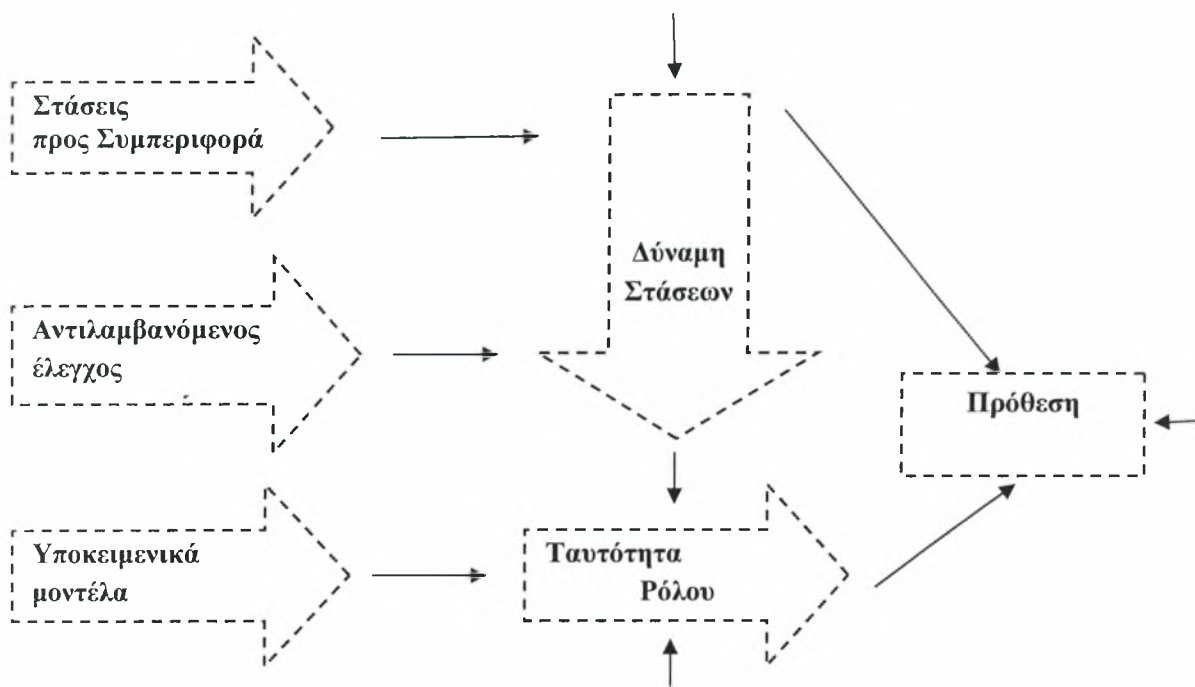 Στάσεις
προς Συμπεριφορά
Δύναμη
Στάσεων
Αντιλαμβανόμενος
έλεγχος
Πρόθεση
Υποκειμενικά
μοντέλα
Ταυτότητα
Ρόλου